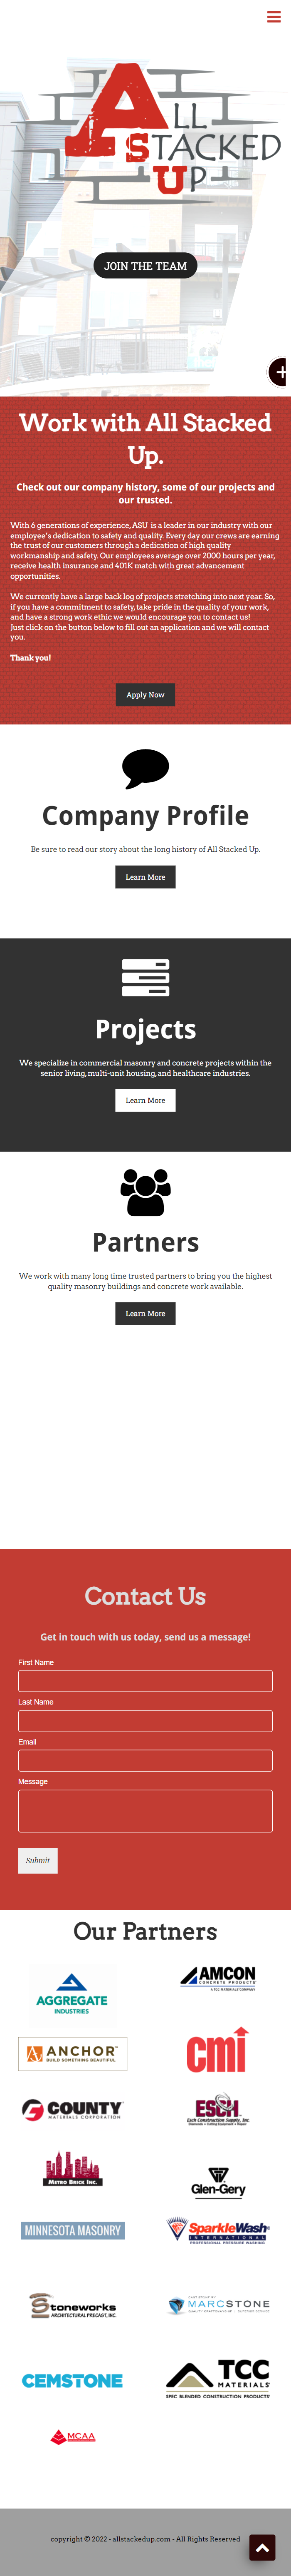 ALL
STACKED
UP
JOIN THE TEAM
Work with All Stacked
Up.
Check out our company history, some of our projects and
our trusted.
With 6 generations of experience, ASU is a leader in our industry with our
employee's dedication to safety and quality. Every day our crews are earning
the trust of our customers through a dedication of high quality
workmanship and safety. Our employees average over 2000 hours per year,
receive health insurance and 401K match with great advancement
opportunities.
We currently have a large back log of projects stretching into next year. So,
if you have a commitment to safety, take pride in the quality of your work,
and have a strong work ethic we would encourage you to contact us!
Just click on the button below to fill out an application and we will contact
you.
Thank you!
Apply Now
Company Profile
Be sure to read our story about the long history of All Stacked Up.
Learn More
Projects
We specialize in commercial masonry and concrete projects within the
senior living, multi-unit housing, and healthcare industries.
Learn More
Partners
We work with many long time trusted partners to bring you the highest
quality masonry buildings and concrete work available.
Learn More
Contact Us
Get in touch with us today, send us a message!
First Name
Last Name
Email
Message
Submit
Our Partners
AGGREGATE
INDUSTRIES
AMCON
CONCRETE PRODUCTS
A TCC MATERIALS COMPANY
ANCHOR
BUILD SOMETHING BEAUTIFUL
cmi
COUNTY
MATERIALS CORPORATION
ESCH
Esch Construction Supply, Inc.
METRO BRICK INC.
Glen-Gery
MINNESOTA MASONRY
SparkleWash
INTERNATIONAL
PROFESSIONAL PRESSURE WASHING
Stoneworks
ARCHITECTURAL PRECAST, INC.
MARCSTONE
CEMSTONE
TCC
MATERIALS
SPEC BLENDED CONSTRUCTION PRODUCTS
MCAA
copyright © 2022 - allstackedup.com - All Rights Reserved